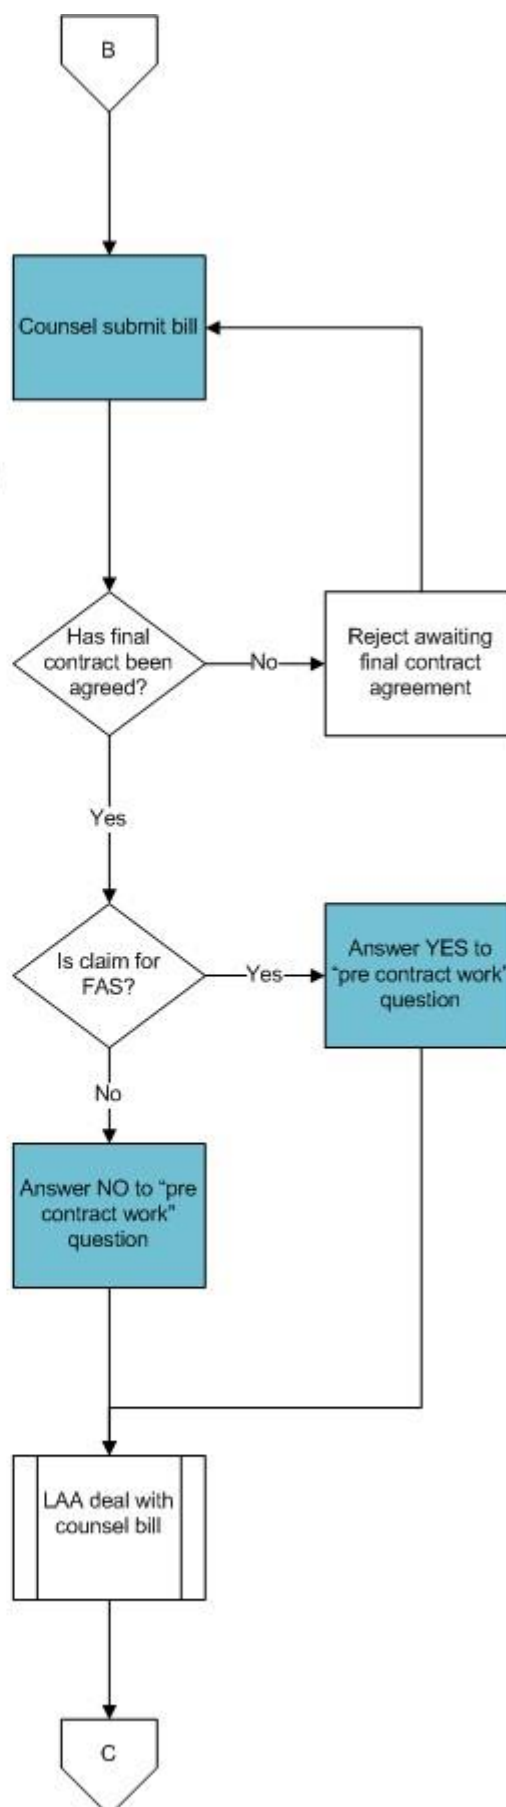 B
Counsel submit bill
Has final
contract been
agreed?
No
Reject awaiting
final contract
agreement
Yes
Is claim for
FAS?
Yes
Answer YES to
“pre contract work”
question
No
Answer NO to “pre
contract work”
question
LAA deal with
counsel bill
C